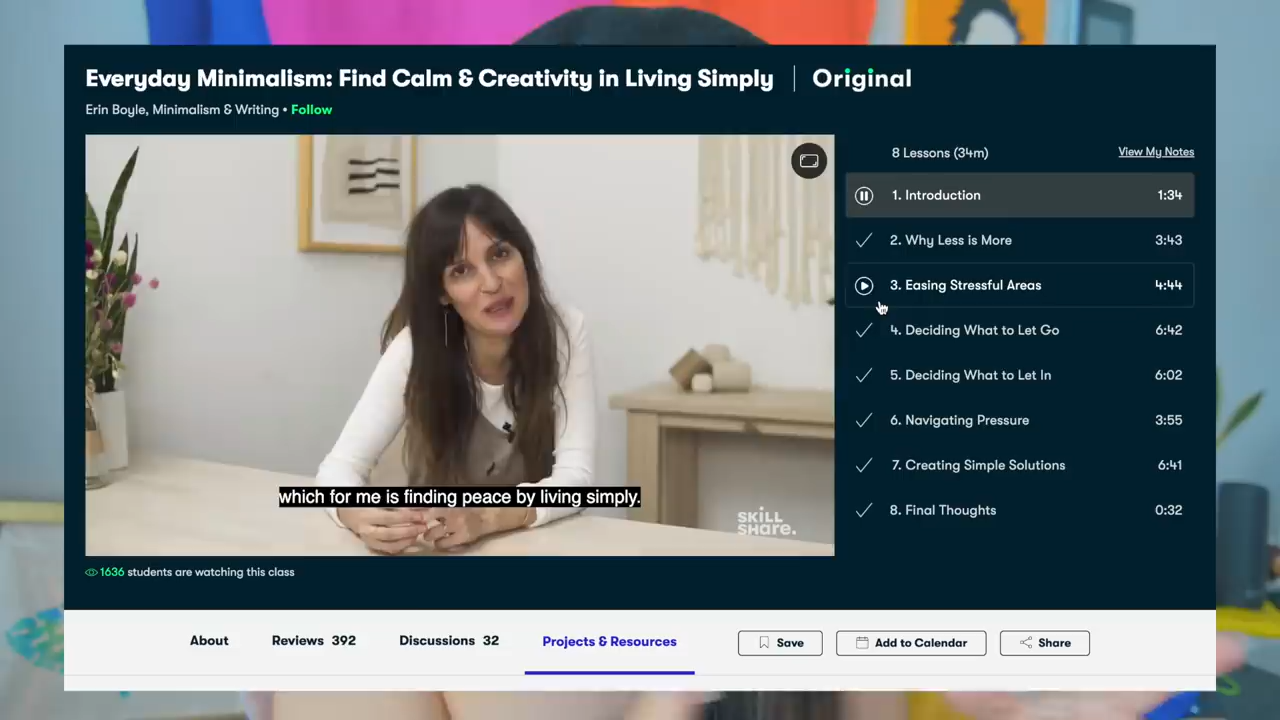 Everyday Minimalism: Find Calm & Creativity in Living Simply | Original
Erin Boyle, Minimalism & Writing • Follow
8 Lessons (34m)
View My Notes
1. Introduction 1:34
2. Why Less is More 3:43
3. Easing Stressful Areas 4:44
4. Deciding What to Let Go 6:42
5. Deciding What to Let In 6:02
6. Navigating Pressure 3:55
7. Creating Simple Solutions 6:41
8. Final Thoughts 0:32
which for me is finding peace by living simply.
SKILL
SHARE.
1636 students are watching this class
About
Reviews 392
Discussions 32
Projects & Resources
Save
Add to Calendar
Share